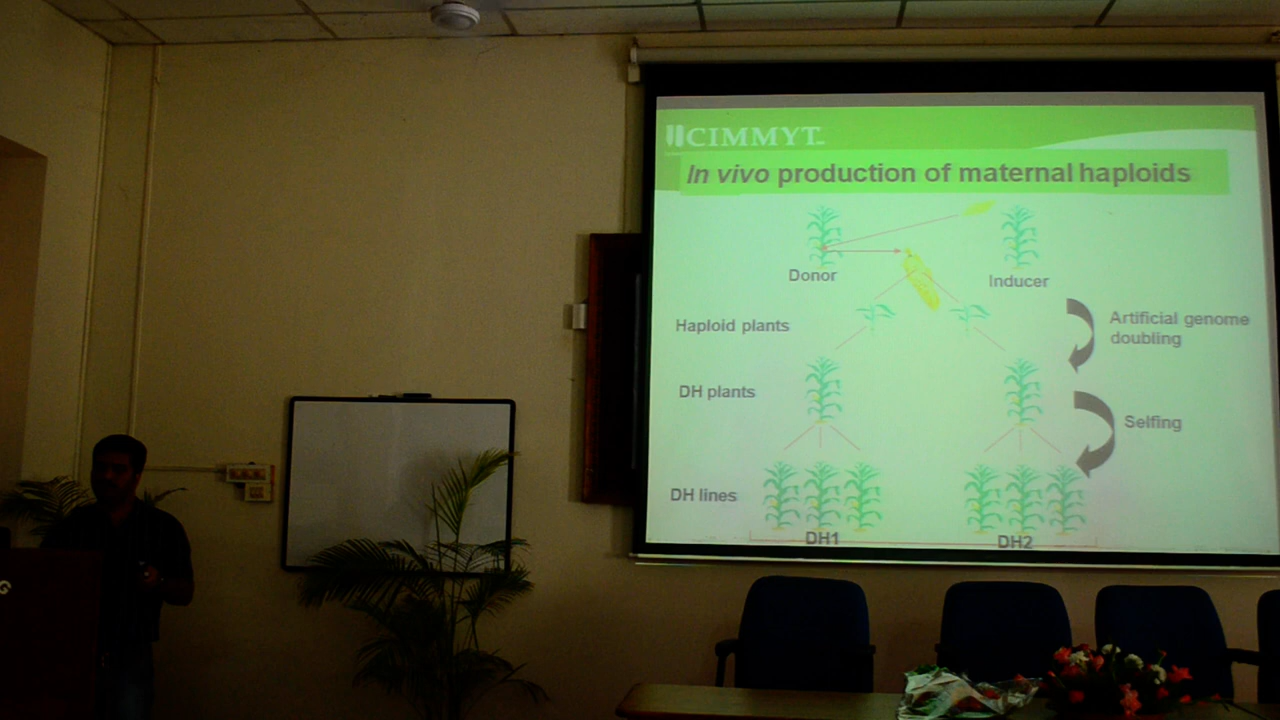 CIMMYT
In vivo production of maternal haploids
Donor
Inducer
Haploid plants
Artificial genome
doubling
DH plants
Selfing
DH lines
DH1
DH2
G